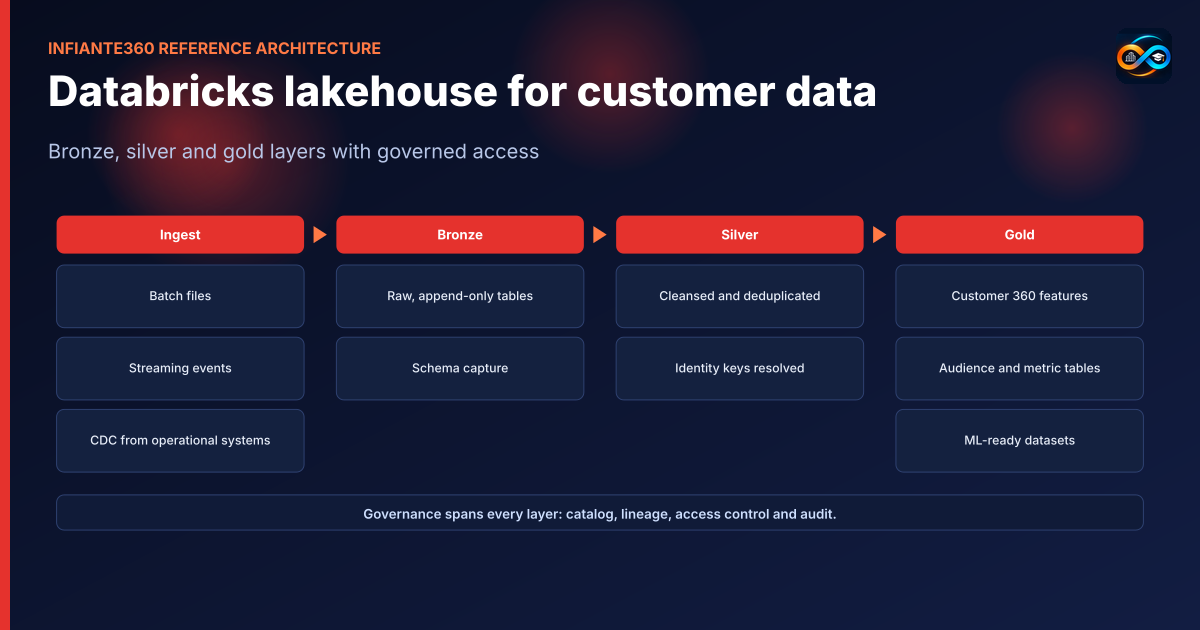 INFIANTE360 REFERENCE ARCHITECTURE
Databricks lakehouse for customer data
Bronze, silver and gold layers with governed access
Ingest
Bronze
Silver
Gold
Batch files
Raw, append-only tables
Cleansed and deduplicated
Customer 360 features
Streaming events
Schema capture
Identity keys resolved
Audience and metric tables
CDC from operational systems
ML-ready datasets
Governance spans every layer: catalog, lineage, access control and audit.